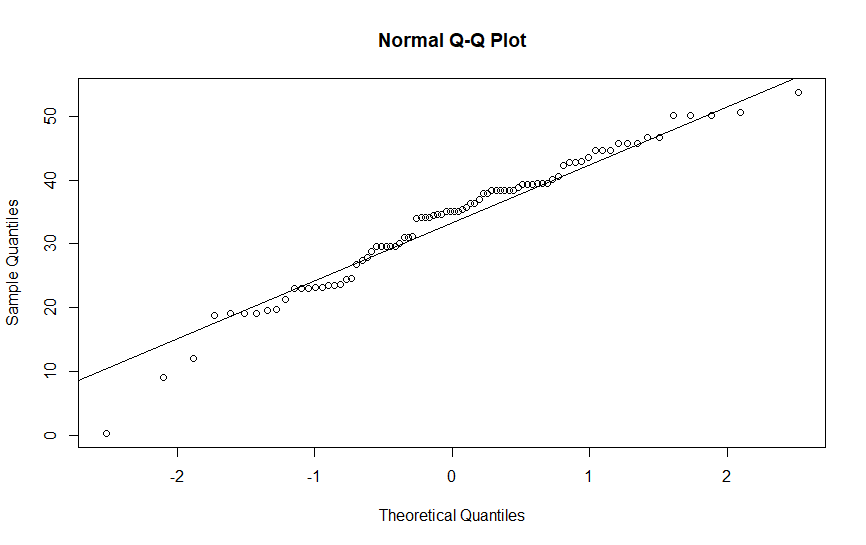 Normal Q-Q Plot
Sample Quantiles
50
40
30
20
10
0
-2 -1 0 1 2
Theoretical Quantiles